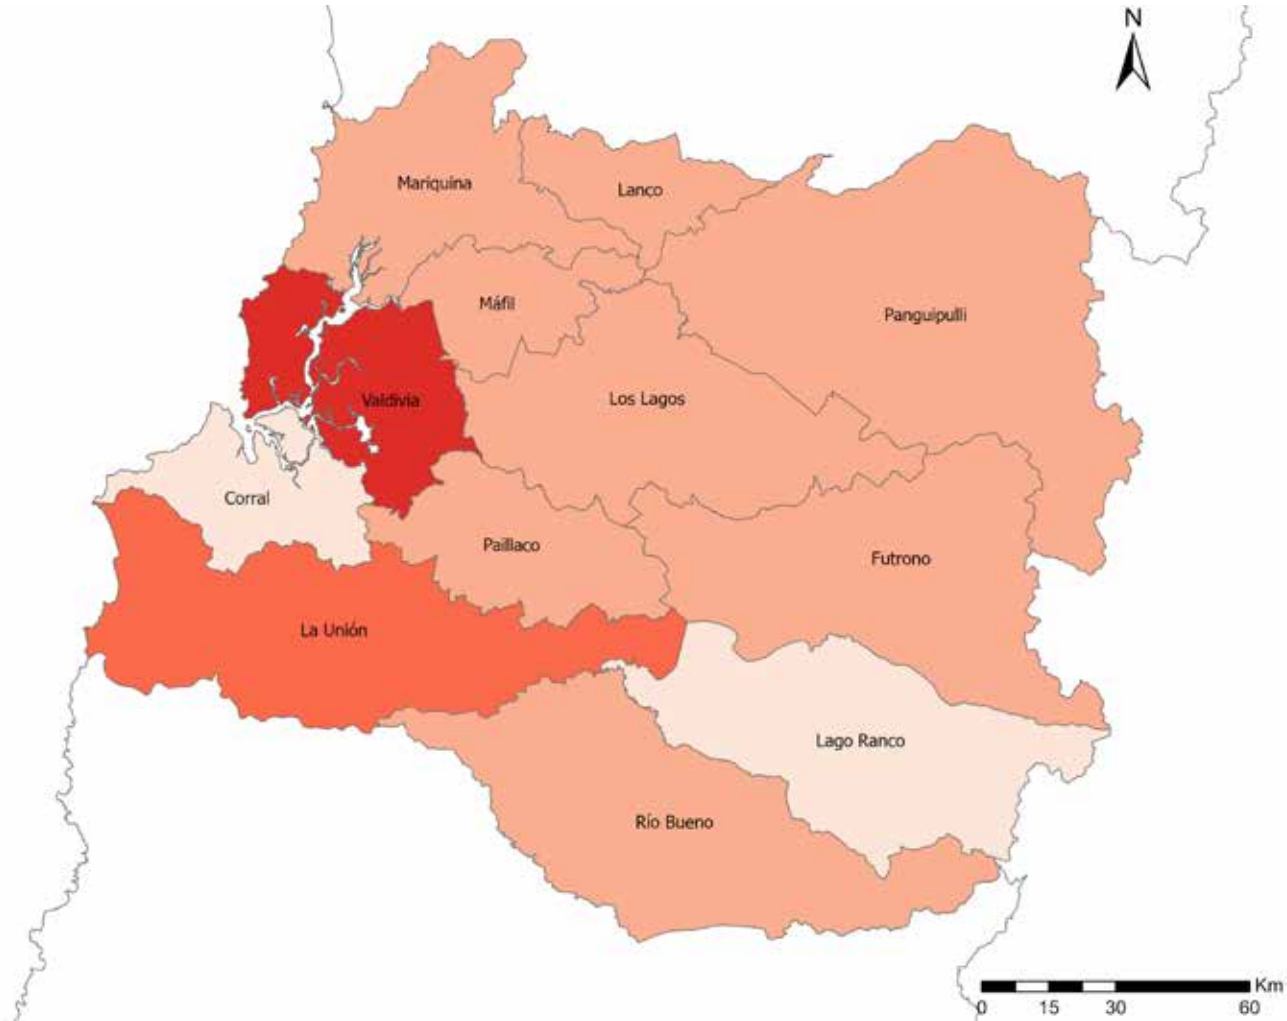 N
Mariquina
Lanco
Máfil
Panguipulli
Valdivia
Los Lagos
Corral
Paillaco
Futrono
La Unión
Lago Ranco
Río Bueno
Km
0 15 30 60